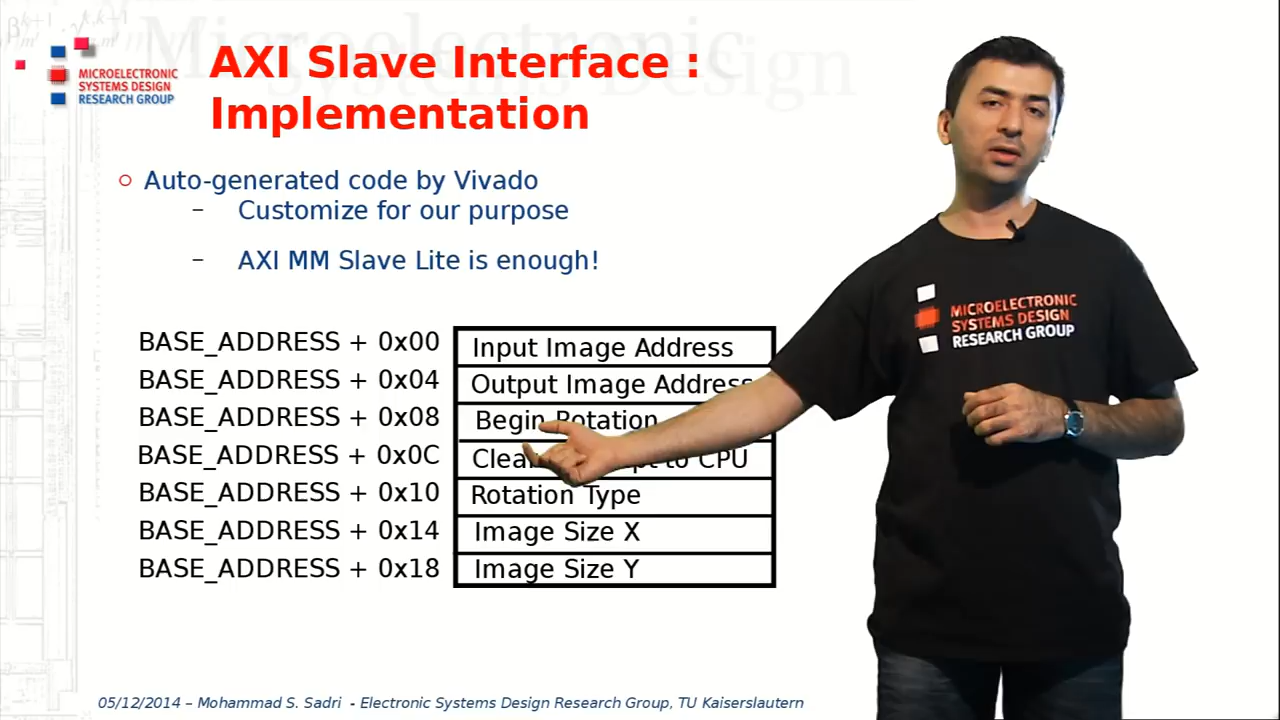 Microelectronic
Systems Design
MICROELECTRONIC
SYSTEMS DESIGN
RESEARCH GROUP
AXI Slave Interface :
Implementation
Auto-generated code by Vivado
– Customize for our purpose
– AXI MM Slave Lite is enough!
BASE_ADDRESS + 0x00 Input Image Address
BASE_ADDRESS + 0x04 Output Image Address
BASE_ADDRESS + 0x08 Begin Rotation
BASE_ADDRESS + 0x0C to CPU
BASE_ADDRESS + 0x10 Rotation Type
BASE_ADDRESS + 0x14 Image Size X
BASE_ADDRESS + 0x18 Image Size Y
MICROELECTRONIC
SYSTEMS DESIGN
RESEARCH GROUP
05/12/2014 – Mohammad S. Sadri - Electronic Systems Design Research Group, TU Kaiserslautern